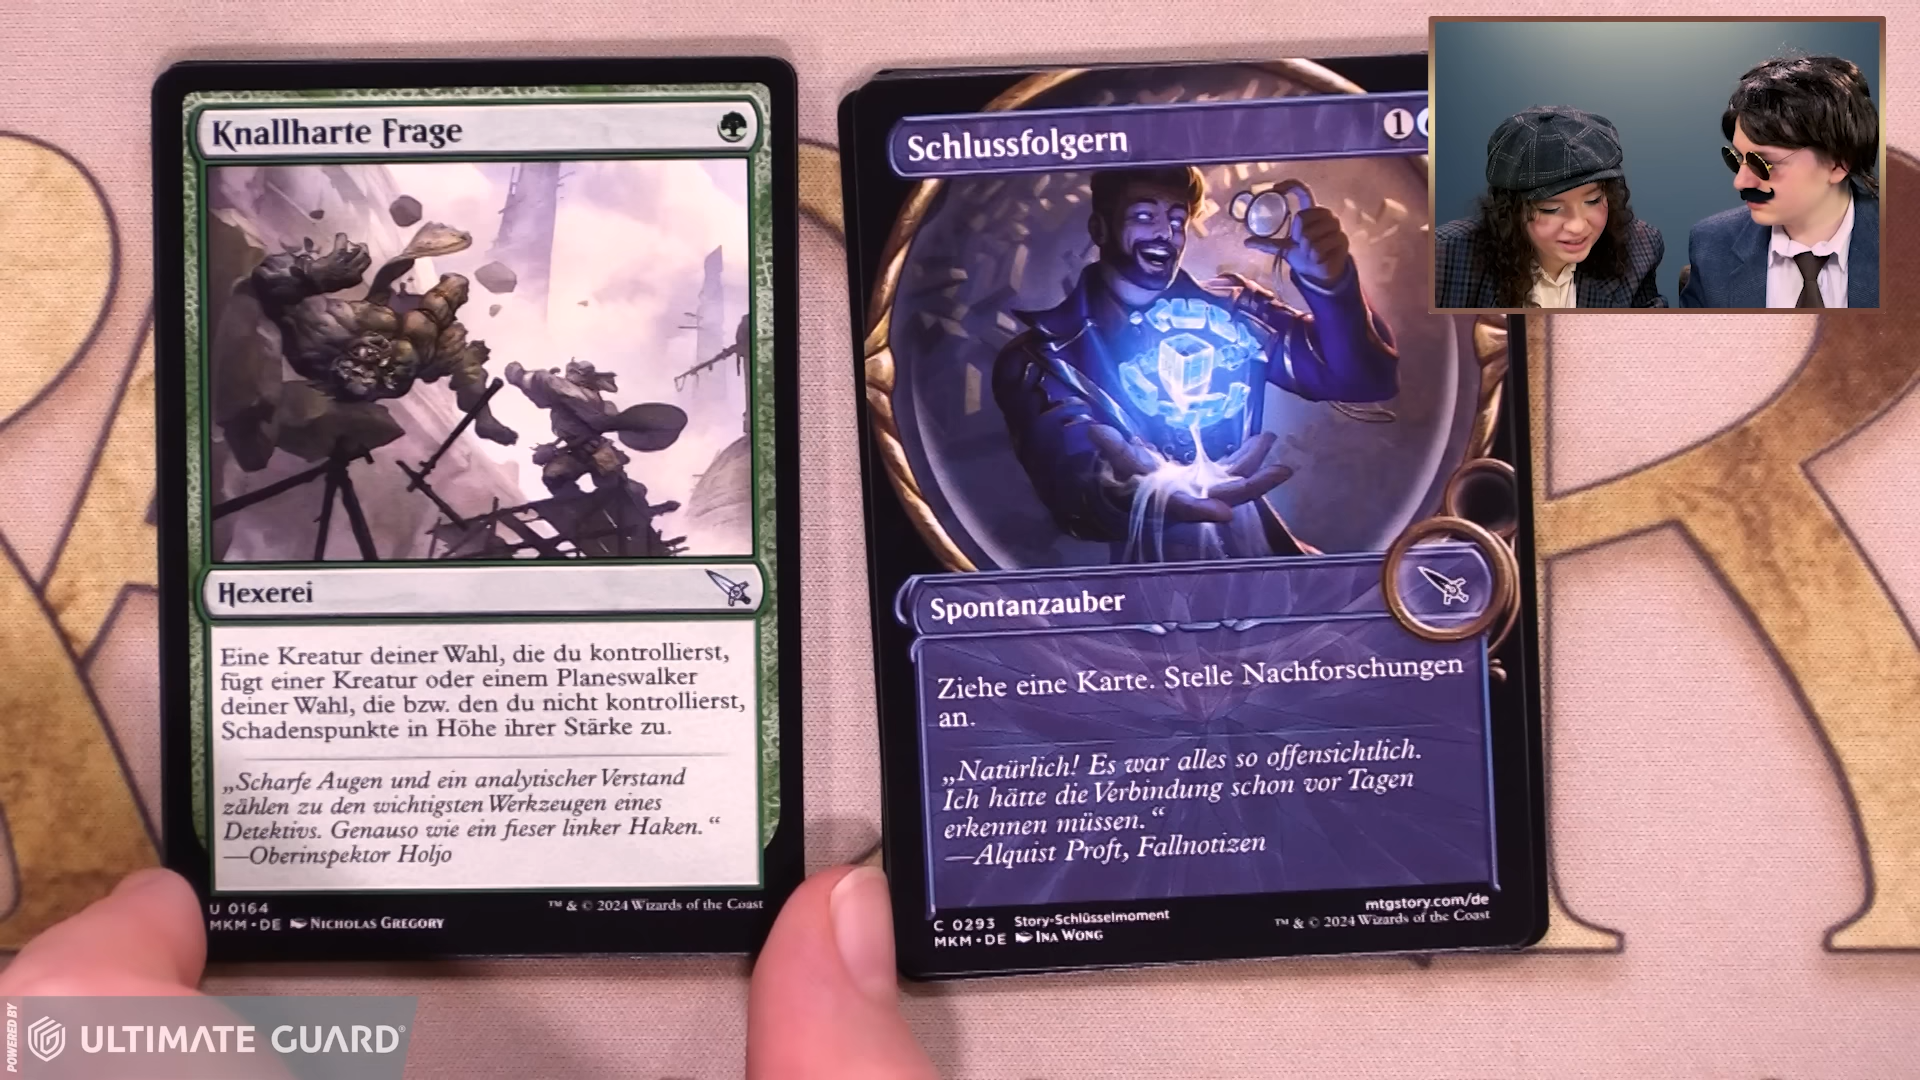 Knallharte Frage
Hexerei
Eine Kreatur deiner Wahl, die du kontrollierst,
fügt einer Kreatur oder einem Planeswalker
deiner Wahl, die bzw. den du nicht kontrollierst,
Schadenspunkte in Höhe ihrer Stärke zu.
„Scharfe Augen und ein analytischer Verstand
zählen zu den wichtigsten Werkzeugen eines
Detektivs. Genauso wie ein fieser linker Haken.“
—Oberinspektor Holjo
U 0164
MKM • DE NICHOLAS GREGORY
™ & © 2024 Wizards of the Coast
Schlussfolgern
1
Spontanzauber
Ziehe eine Karte. Stelle Nachforschungen
an.
„Natürlich! Es war alles so offensichtlich.
Ich hätte die Verbindung schon vor Tagen
erkennen müssen.“
—Alquist Proft, Fallnotizen
C 0293 Story-Schlüsselmoment
MKM • DE INA WONG
mtgstory.com/de
™ & © 2024 Wizards of the Coast
POWERED BY
ULTIMATE GUARD®